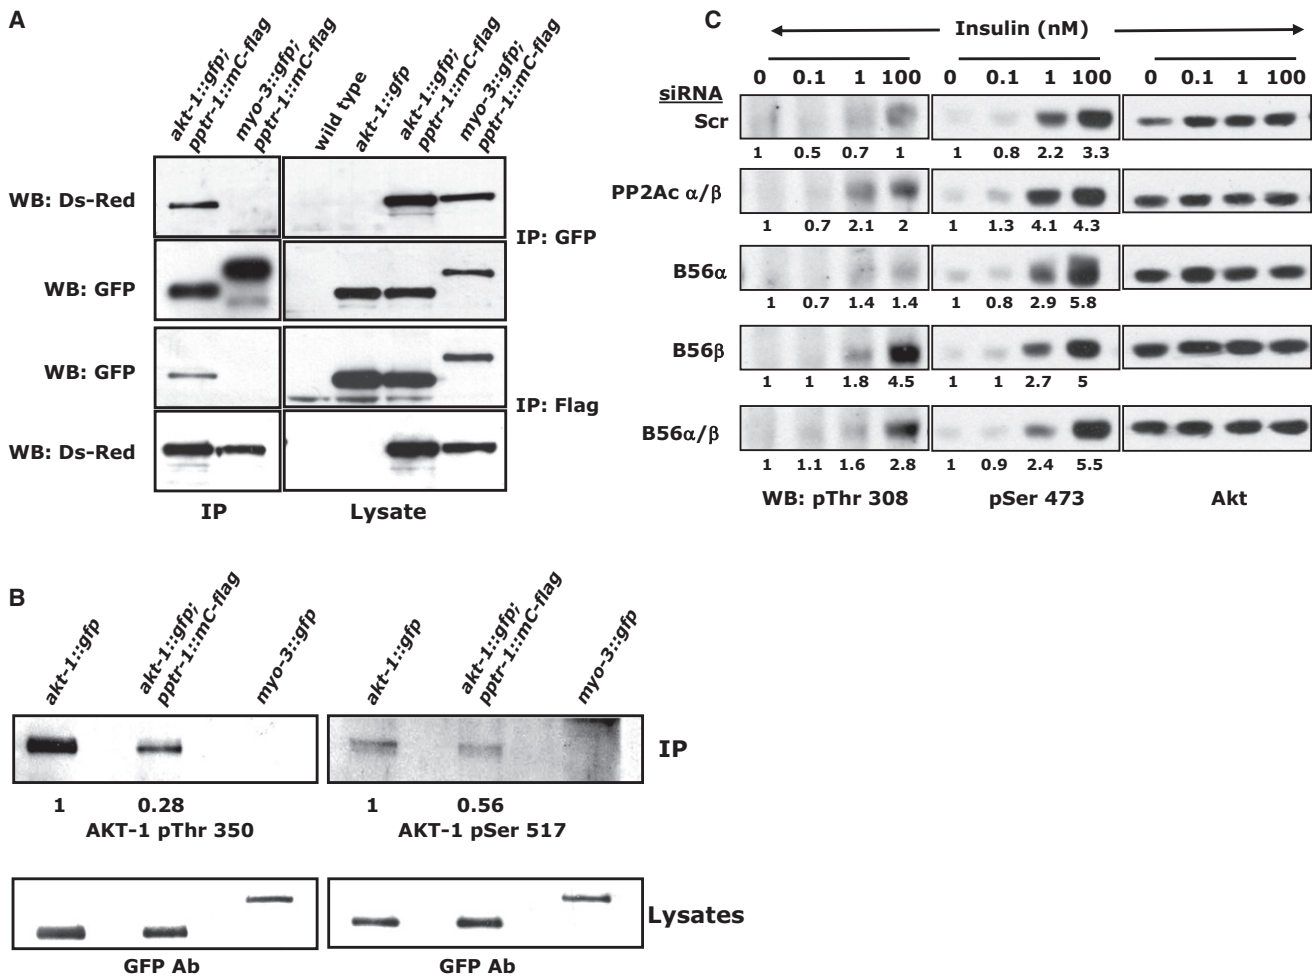 A
akt-1::gfp;
pptr-1::mC-flag
myo-3::gfp;
pptr-1::mC-flag
wild type
akt-1::gfp
akt-1::gfp;
pptr-1::mC-flag
myo-3::gfp;
pptr-1::mC-flag
WB: Ds-Red
WB: GFP
IP: GFP
WB: GFP
WB: Ds-Red
IP: Flag
IP
Lysate
B
akt-1::gfp
akt-1::gfp;
pptr-1::mC-flag
myo-3::gfp
akt-1::gfp
akt-1::gfp;
pptr-1::mC-flag
myo-3::gfp
IP
1 0.28
AKT-1 pThr 350
1 0.56
AKT-1 pSer 517
Lysates
GFP Ab
GFP Ab
C
Insulin (nM)
0 0.1 1 100 0 0.1 1 100 0 0.1 1 100
siRNA
Scr
1 0.5 0.7 1 1 0.8 2.2 3.3
PP2Ac α/β
1 0.7 2.1 2 1 1.3 4.1 4.3
B56α
1 0.7 1.4 1.4 1 0.8 2.9 5.8
B56β
1 1 1.8 4.5 1 1 2.7 5
B56α/β
1 1.1 1.6 2.8 1 0.9 2.4 5.5
WB: pThr 308 pSer 473 Akt